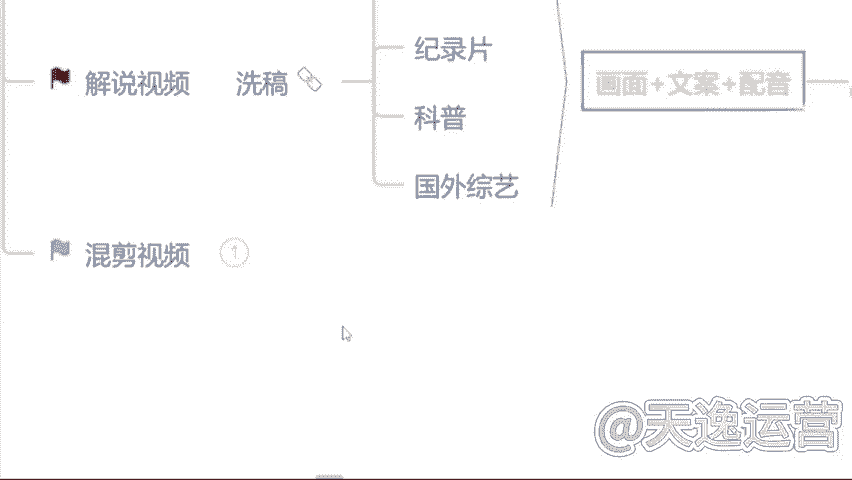 纪录片
解说视频 洗稿
画面+文案+配音
科普
国外综艺
混剪视频 1
@天逸运营